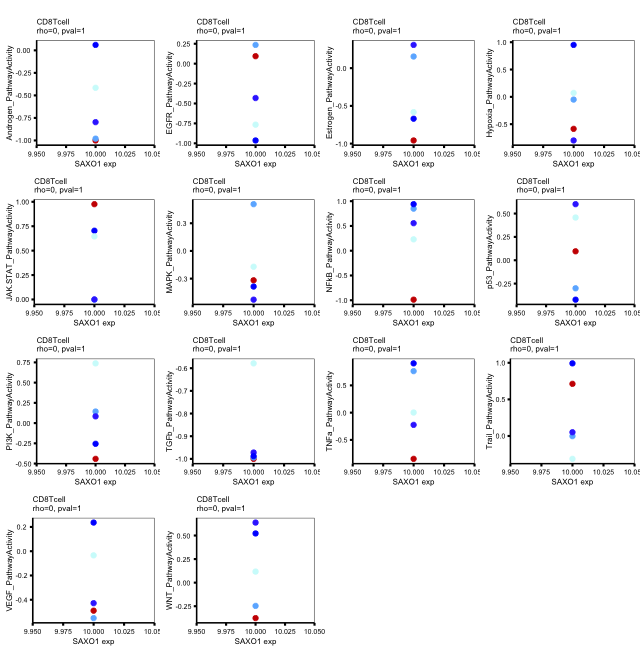 CD8Tcell
rho=0, pval=1
Androgen_PathwayActivity
0.00
-0.25
-0.50
-0.75
-1.00
9.950 9.975 10.000 10.025 10.05
SAXO1 exp
CD8Tcell
rho=0, pval=1
EGFR_PathwayActivity
0.25
0.00
-0.25
-0.50
-0.75
-1.00
9.950 9.975 10.000 10.025 10.05
SAXO1 exp
CD8Tcell
rho=0, pval=1
Estrogen_PathwayActivity
0.0
-0.5
-1.0
9.950 9.975 10.000 10.025 10.05
SAXO1 exp
CD8Tcell
rho=0, pval=1
Hypoxia_PathwayActivity
1.0
0.5
0.0
-0.5
9.950 9.975 10.000 10.025 10.05
SAXO1 exp
CD8Tcell
rho=0, pval=1
JAK.STAT_PathwayActivity
1.00
0.75
0.50
0.25
0.00
9.950 9.975 10.000 10.025 10.05
SAXO1 exp
CD8Tcell
rho=0, pval=1
MAPK_PathwayActivity
0.3
0.0
-0.3
9.950 9.975 10.000 10.025 10.05
SAXO1 exp
CD8Tcell
rho=0, pval=1
NFkB_PathwayActivity
1.0
0.5
0.0
-0.5
-1.0
9.950 9.975 10.000 10.025 10.05
SAXO1 exp
CD8Tcell
rho=0, pval=1
p53_PathwayActivity
0.50
0.25
0.00
-0.25
9.950 9.975 10.000 10.025 10.05
SAXO1 exp
CD8Tcell
rho=0, pval=1
PI3K_PathwayActivity
0.75
0.50
0.25
0.00
-0.25
-0.50
9.950 9.975 10.000 10.025 10.05
SAXO1 exp
CD8Tcell
rho=0, pval=1
TGFb_PathwayActivity
-0.6
-0.7
-0.8
-0.9
-1.0
9.950 9.975 10.000 10.025 10.05
SAXO1 exp
CD8Tcell
rho=0, pval=1
TNFa_PathwayActivity
0.5
0.0
-0.5
9.950 9.975 10.000 10.025 10.05
SAXO1 exp
CD8Tcell
rho=0, pval=1
Trail_PathwayActivity
1.0
0.5
0.0
9.950 9.975 10.000 10.025 10.05
SAXO1 exp
CD8Tcell
rho=0, pval=1
VEGF_PathwayActivity
0.2
0.0
-0.2
-0.4
9.950 9.975 10.000 10.025 10.05
SAXO1 exp
CD8Tcell
rho=0, pval=1
WNT_PathwayActivity
0.50
0.00
-0.25
9.950 9.975 10.000 10.025 10.050
SAXO1 exp